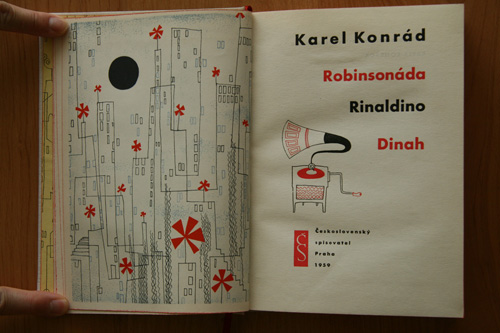 Karel Konrád
Robinsonáda
Rinaldino
Dinah
Československý
spisovatel
Praha
1959